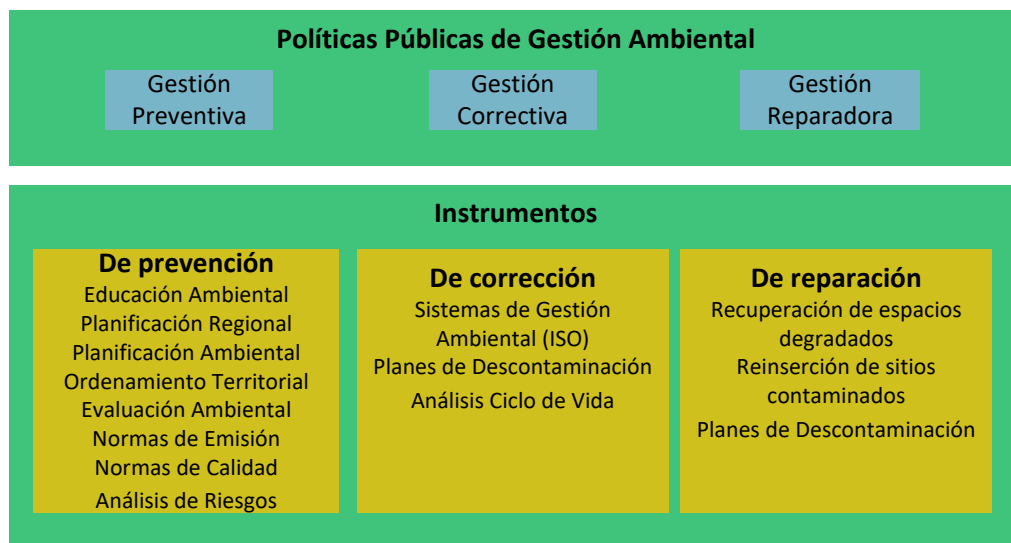 Políticas Públicas de Gestión Ambiental
Gestión
Preventiva
Gestión
Correctiva
Gestión
Reparadora
Instrumentos
De prevención
Educación Ambiental
Planificación Regional
Planificación Ambiental
Ordenamiento Territorial
Evaluación Ambiental
Normas de Emisión
Normas de Calidad
Análisis de Riesgos
De corrección
Sistemas de Gestión
Ambiental (ISO)
Planes de Descontaminación
Análisis Ciclo de Vida
De reparación
Recuperación de espacios
degradados
Reinserción de sitios
contaminados
Planes de Descontaminación